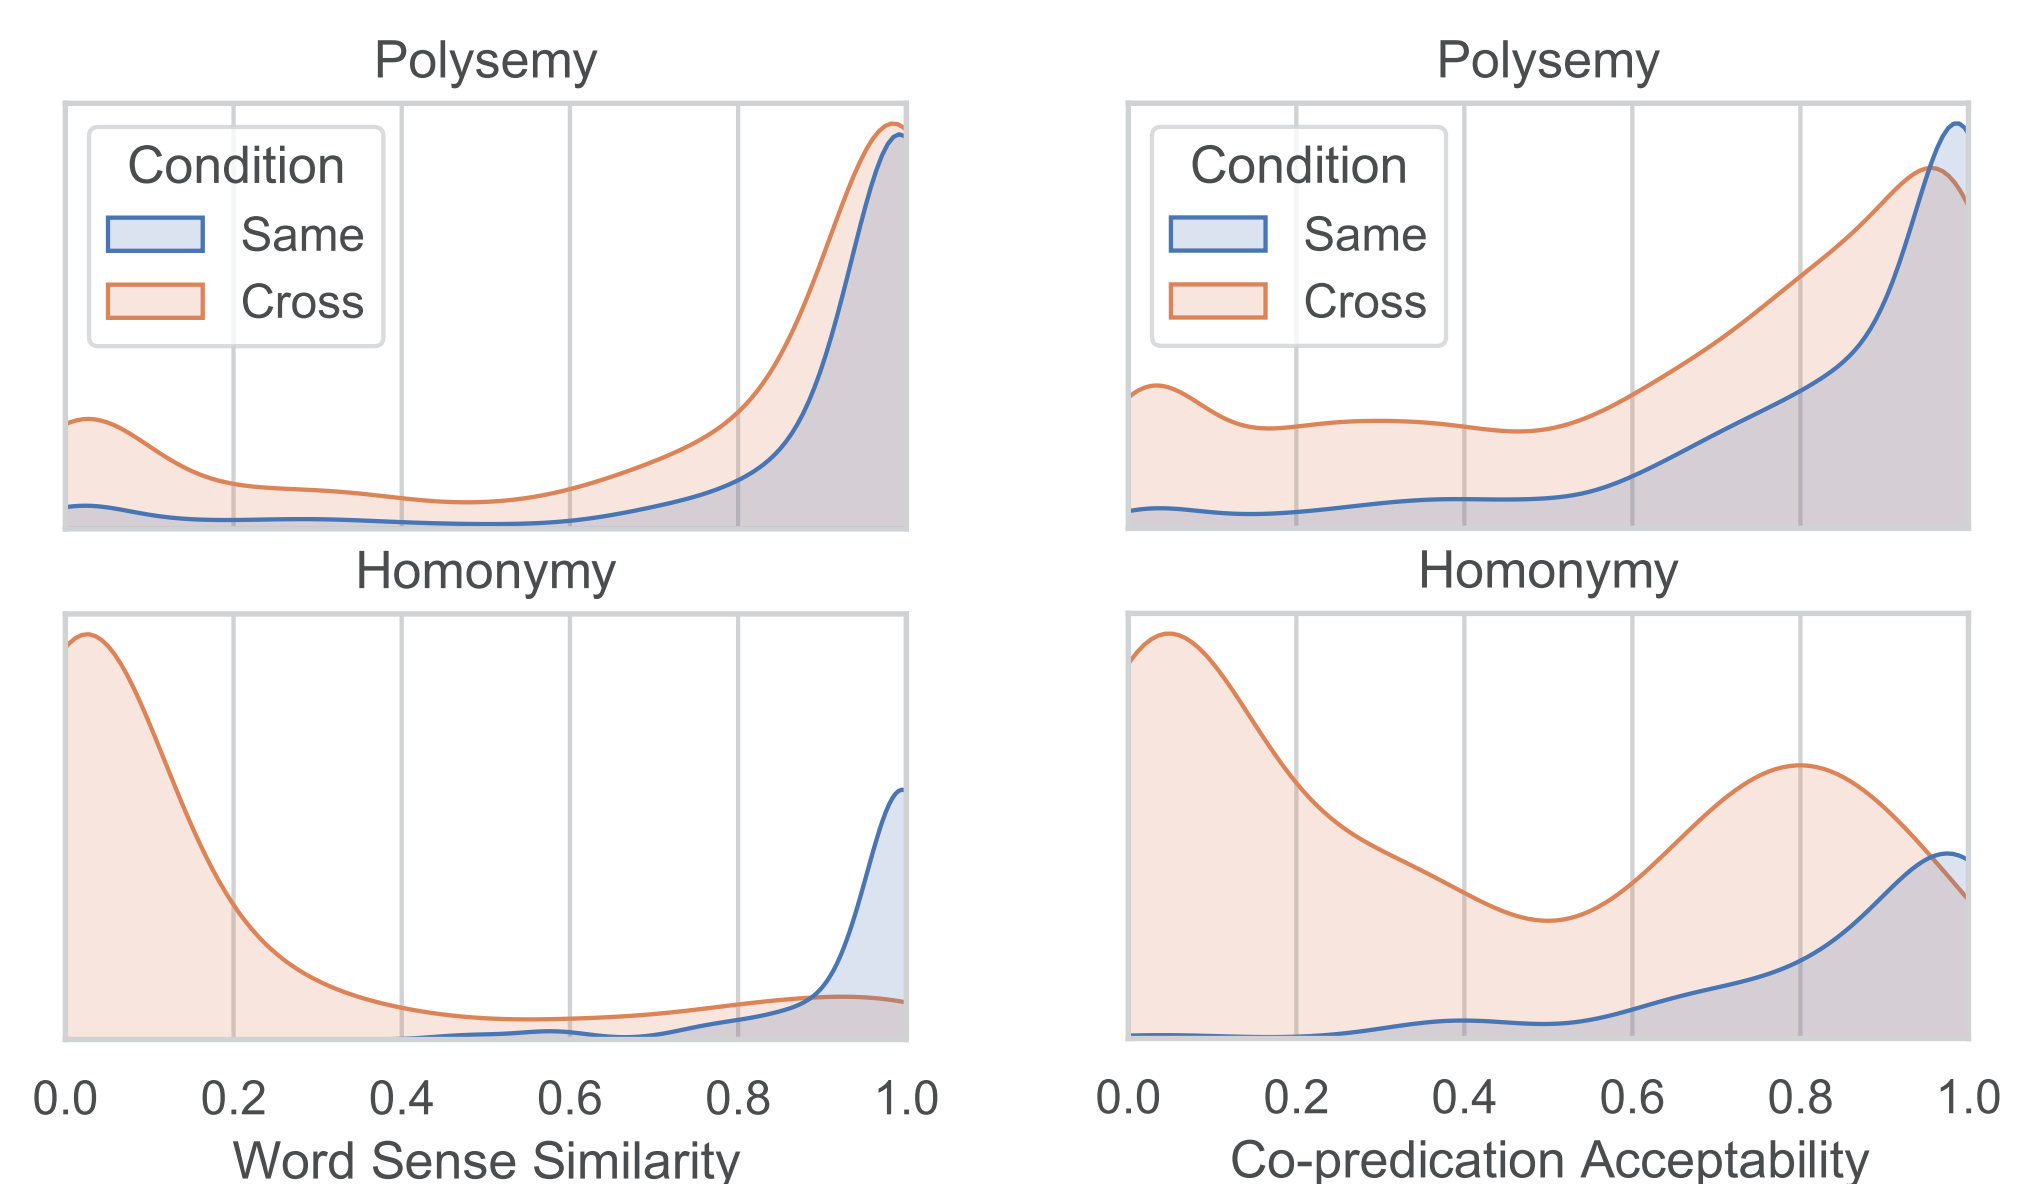 Polysemy
Condition
Same
Cross
Homonymy
0.0 0.2 0.4 0.6 0.8 1.0
Word Sense Similarity
Polysemy
Condition
Same
Cross
Homonymy
0.0 0.2 0.4 0.6 0.8 1.0
Co-predication Acceptability